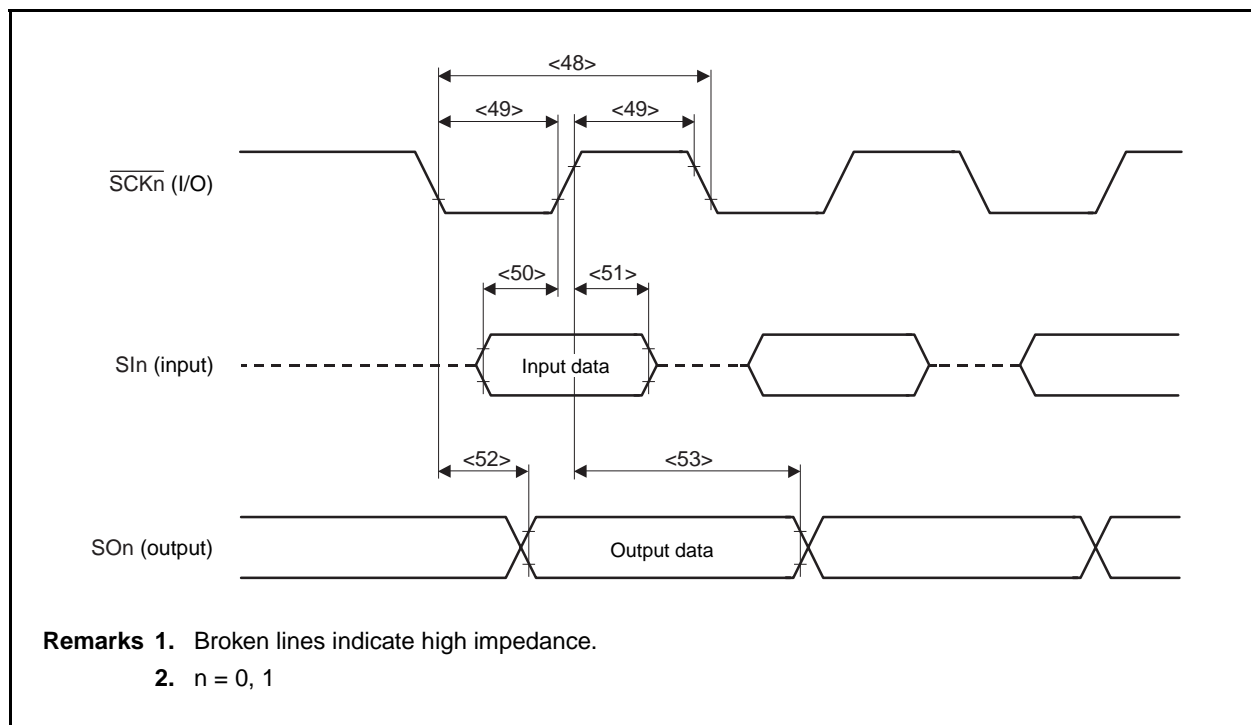 <48>
<49> <49>
SCKn (I/O)
<50> <51>
SIn (input)
Input data
<52> <53>
SOn (output)
Output data
Remarks 1. Broken lines indicate high impedance.
2. n = 0, 1